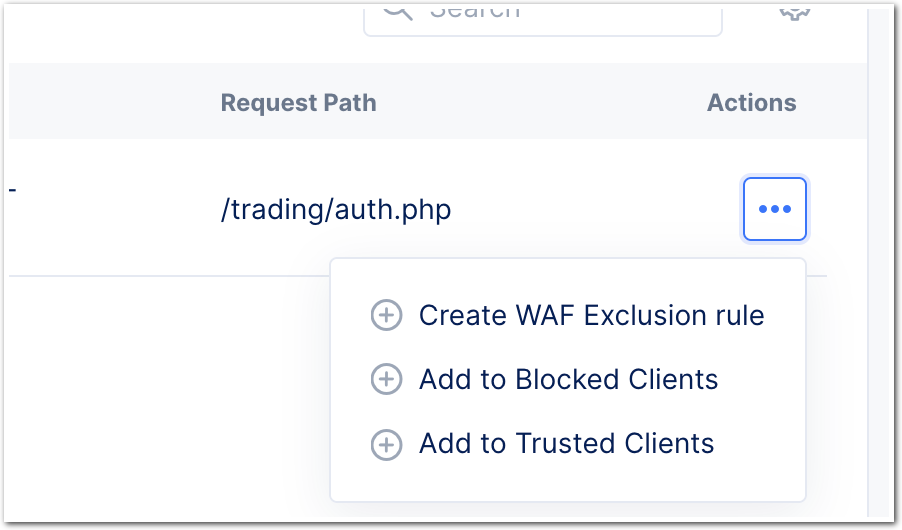 Search
Request Path Actions
-
/trading/auth.php
Create WAF Exclusion rule
Add to Blocked Clients
Add to Trusted Clients